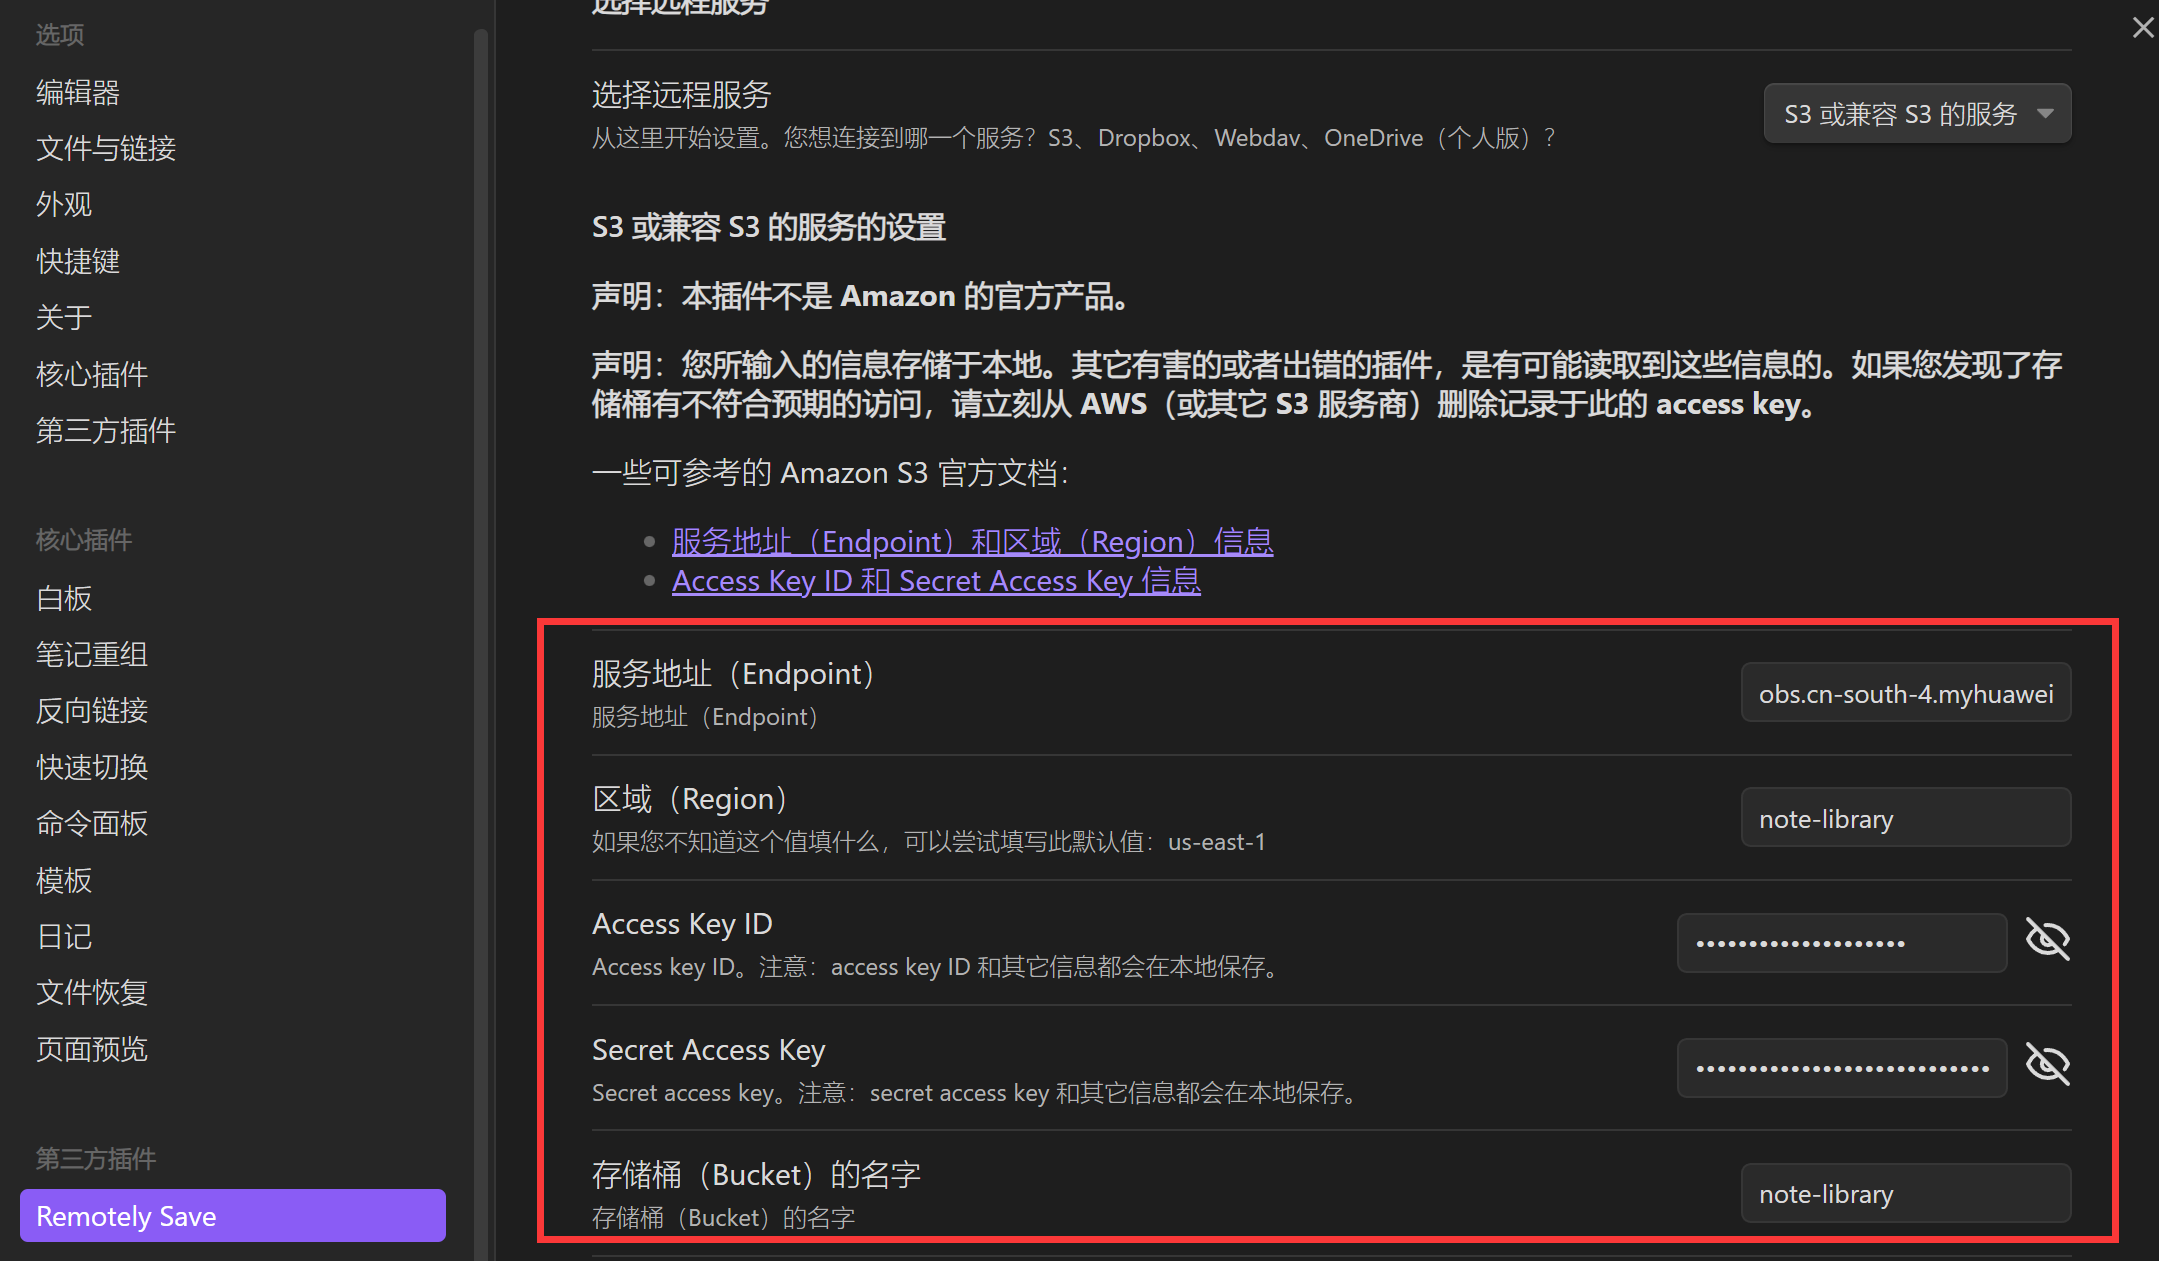 选项
编辑器
文件与链接
外观
快捷键
关于
核心插件
第三方插件
核心插件
白板
笔记重组
反向链接
快速切换
命令面板
模板
日记
文件恢复
页面预览
第三方插件
Remotely Save
选择远程服务
选择远程服务
从这里开始设置。您想连接到哪一个服务？S3、Dropbox、Webdav、OneDrive（个人版）？
S3 或兼容 S3 的服务
S3 或兼容 S3 的服务的设置
声明：本插件不是 Amazon 的官方产品。
声明：您所输入的信息存储于本地。其它有害的或者出错的插件，是有可能读取到这些信息的。如果您发现了存
储桶有不符合预期的访问，请立刻从 AWS（或其它 S3 服务商）删除记录于此的 access key。
一些可参考的 Amazon S3 官方文档：
服务地址（Endpoint）和区域（Region）信息
Access Key ID 和 Secret Access Key 信息
服务地址（Endpoint）
服务地址（Endpoint）
obs.cn-south-4.myhuawei
区域（Region）
如果您不知道这个值填什么，可以尝试填写此默认值：us-east-1
note-library
Access Key ID
Access key ID。注意：access key ID 和其它信息都会在本地保存。
Secret Access Key
Secret access key。注意：secret access key 和其它信息都会在本地保存。
存储桶（Bucket）的名字
存储桶（Bucket）的名字
note-library